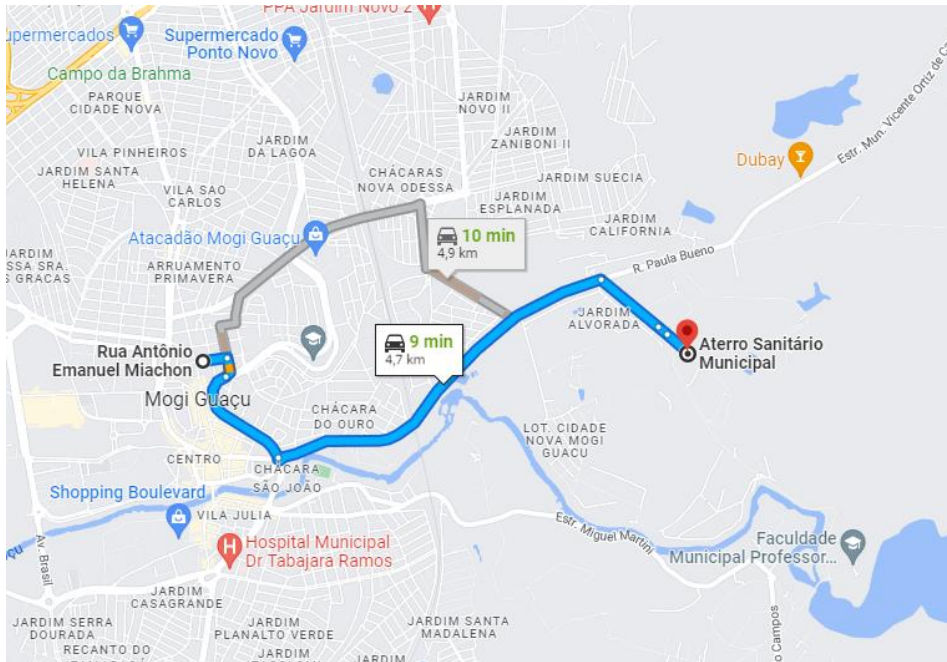 PPA Jardim Novo 2
upermercados
Supermercado
Ponto Novo
Campo da Brahma
PARQUE
CIDADE NOVA
JARDIM
NOVO II
JARDIM
DA LAGOA
JARDIM
ZANIBONI II
VILA PINHEIROS
JARDIM SANTA
HELENA
CHÁCARAS
NOVA ODESSA
JARDIM SUECIA
Dubay
Estr. Mun. Vicente Ortiz de C
VILA SAO
CARLOS
JARDIM
ESPLANADA
JARDIM
CALIFORNIA
Atacadão Mogi Guaçu
10 min
4,9 km
JARDIM
SSA SRA.
S GRACAS
ARRUAMENTO
PRIMAVERA
R. Paula Bueno
JARDIM
ALVORADA
9 min
4,7 km
Rua Antônio
Emanuel Miachon
Aterro Sanitário
Municipal
Mogi Guaçu
CHÁCARA
DO OURO
LOT. CIDADE
NOVA MOGI
GUACU
CENTRO
CHÁCARA
SÃO JOÃO
Shopping Boulevard
VILA JULIA
Estr. Miguel Martini
açu
Av. Brasil
Hospital Municipal
Dr Tabajara Ramos
Faculdade
Municipal Professor...
JARDIM
CASAGRANDE
JARDIM SERRA
DOURADA
JARDIM
PLANALTO VERDE
JARDIM SANTA
MADALENA
RECANTO DO
JARDIM
JARDIM
o Campos